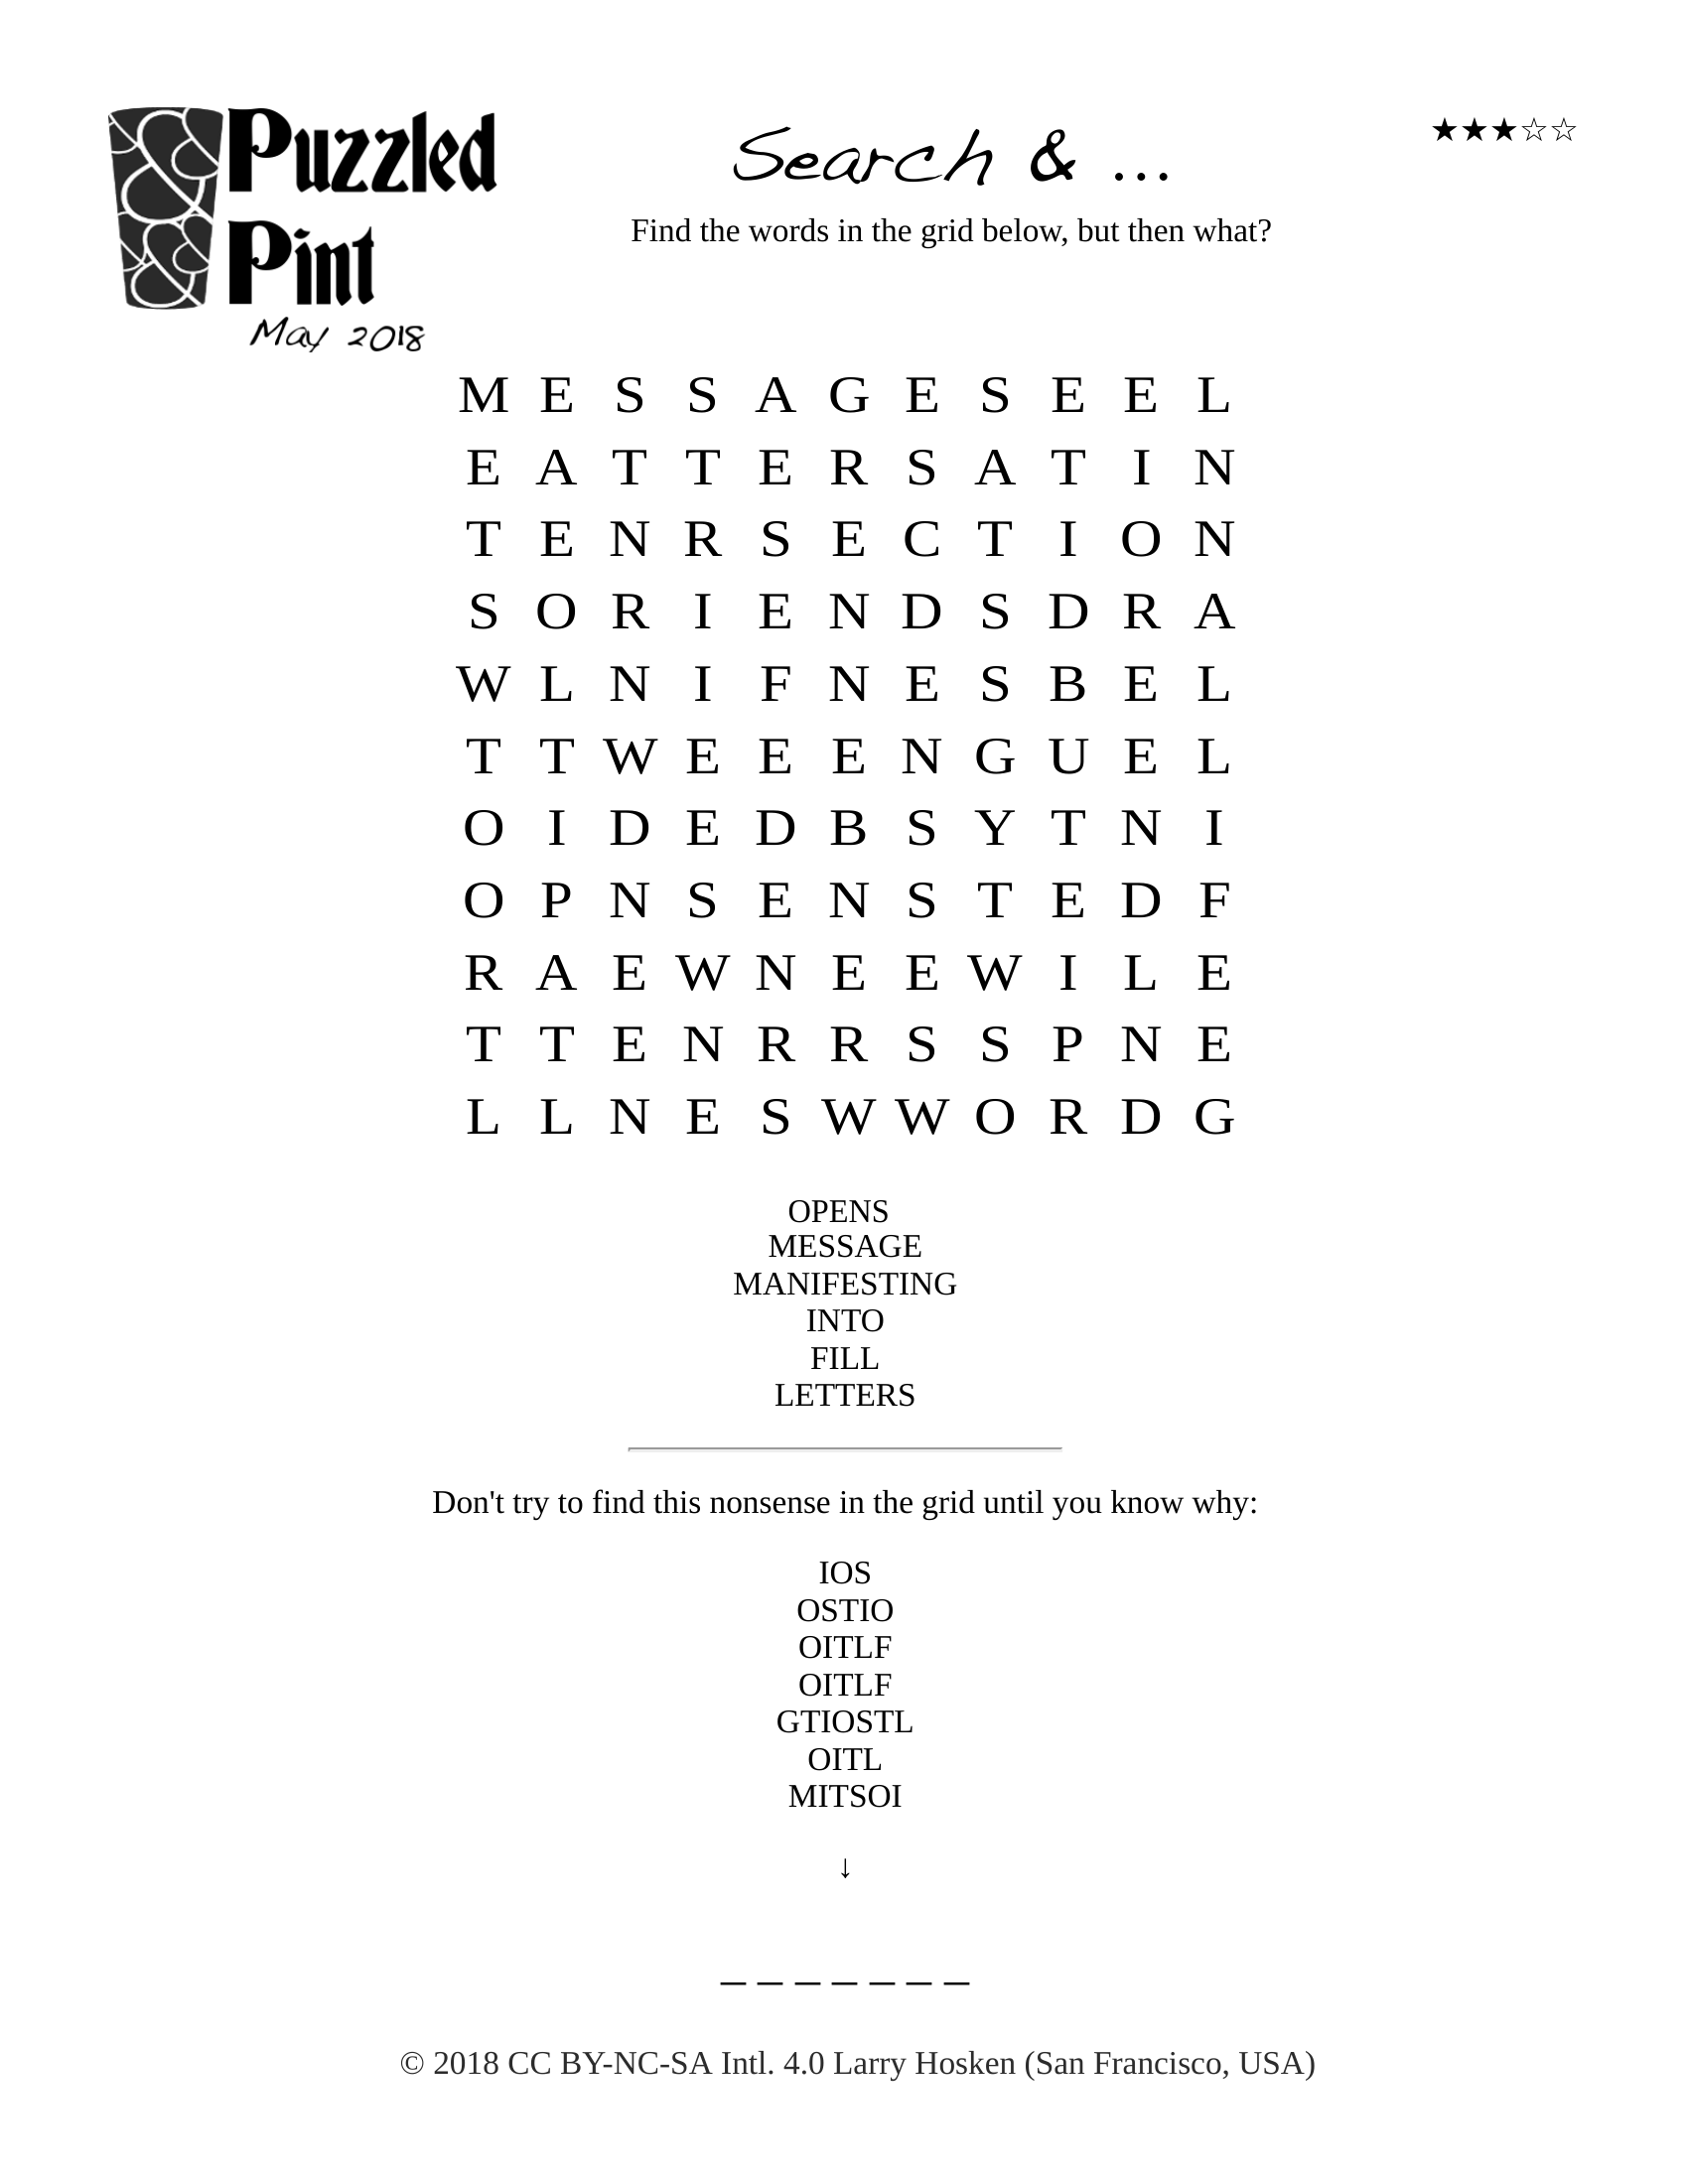 Puzzled
Pint
May 2018
Search & ...
★★★☆☆
Find the words in the grid below, but then what?
M E S S A G E S E E L
E A T T E R S A T I N
T E N R S E C T I O N
S O R I E N D S D R A
W L N I F N E S B E L
T T W E E E N G U E L
O I D E D B S Y T N I
O P N S E N S T E D F
R A E W N E E W I L E
T T E N R R S S P N E
L L N E S W W O R D G
OPENS
MESSAGE
MANIFESTING
INTO
FILL
LETTERS
Don't try to find this nonsense in the grid until you know why:
IOS
OSTIO
OITLF
OITLF
GTIOSTL
OITL
MITSOI
↓
_ _ _ _ _ _ _
© 2018 CC BY-NC-SA Intl. 4.0 Larry Hosken (San Francisco, USA)